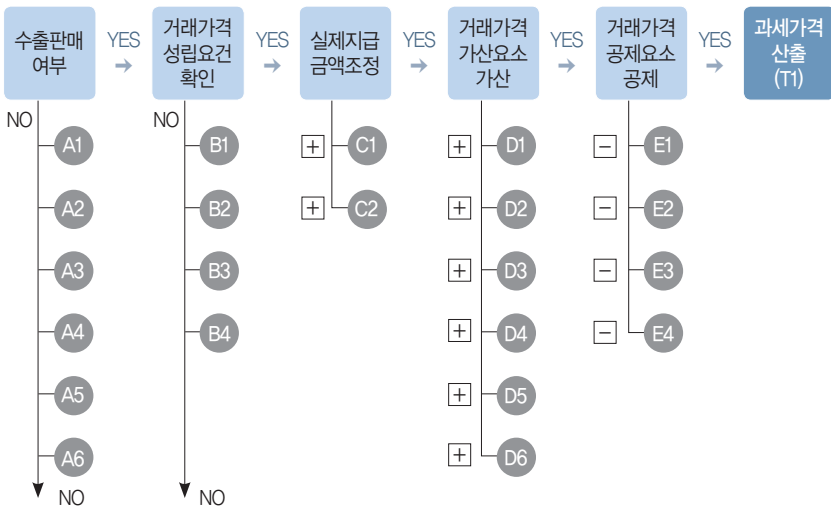 수출판매
여부
YES
→
거래가격
성립요건
확인
YES
→
실제지급
금액조정
YES
→
거래가격
가산요소
가산
YES
→
거래가격
공제요소
공제
YES
→
과세가격
산출
(T1)
NO
A1
A2
A3
A4
A5
A6
NO
NO
B1
B2
B3
B4
NO
+ C1
+ C2
+ D1
+ D2
+ D3
+ D4
+ D5
+ D6
− E1
− E2
− E3
− E4